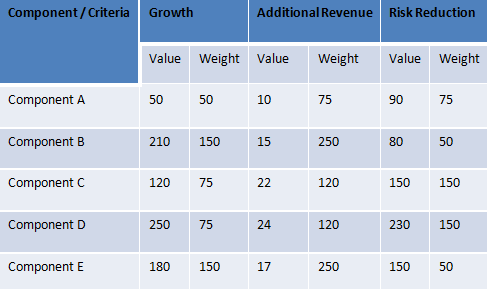 Component / Criteria Growth Additional Revenue Risk Reduction
Value Weight Value Weight Value Weight
Component A 50 50 10 75 90 75
Component B 210 150 15 250 80 50
Component C 120 75 22 120 150 150
Component D 250 75 24 120 230 150
Component E 180 150 17 250 150 50